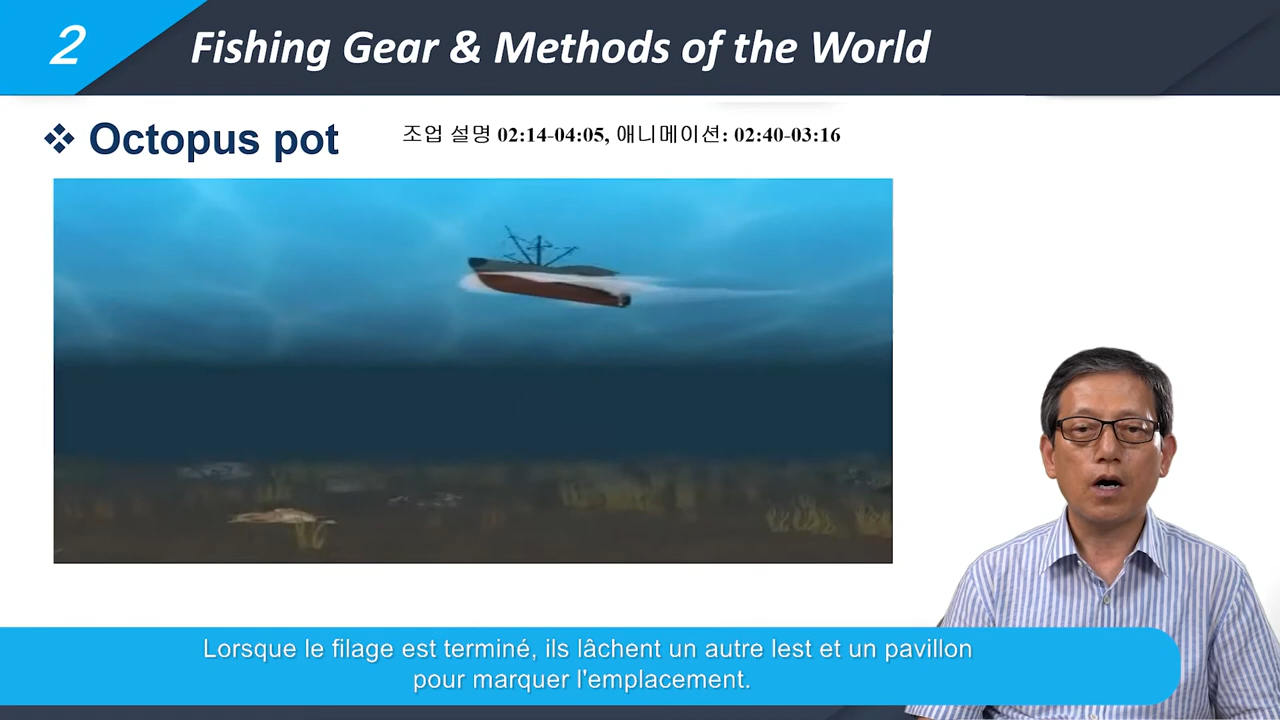 2
Fishing Gear & Methods of the World
❖ Octopus pot
조업 설명 02:14-04:05, 애니메이션: 02:40-03:16
Lorsque le filage est terminé, ils lâchent un autre lest et un pavillon
pour marquer l'emplacement.